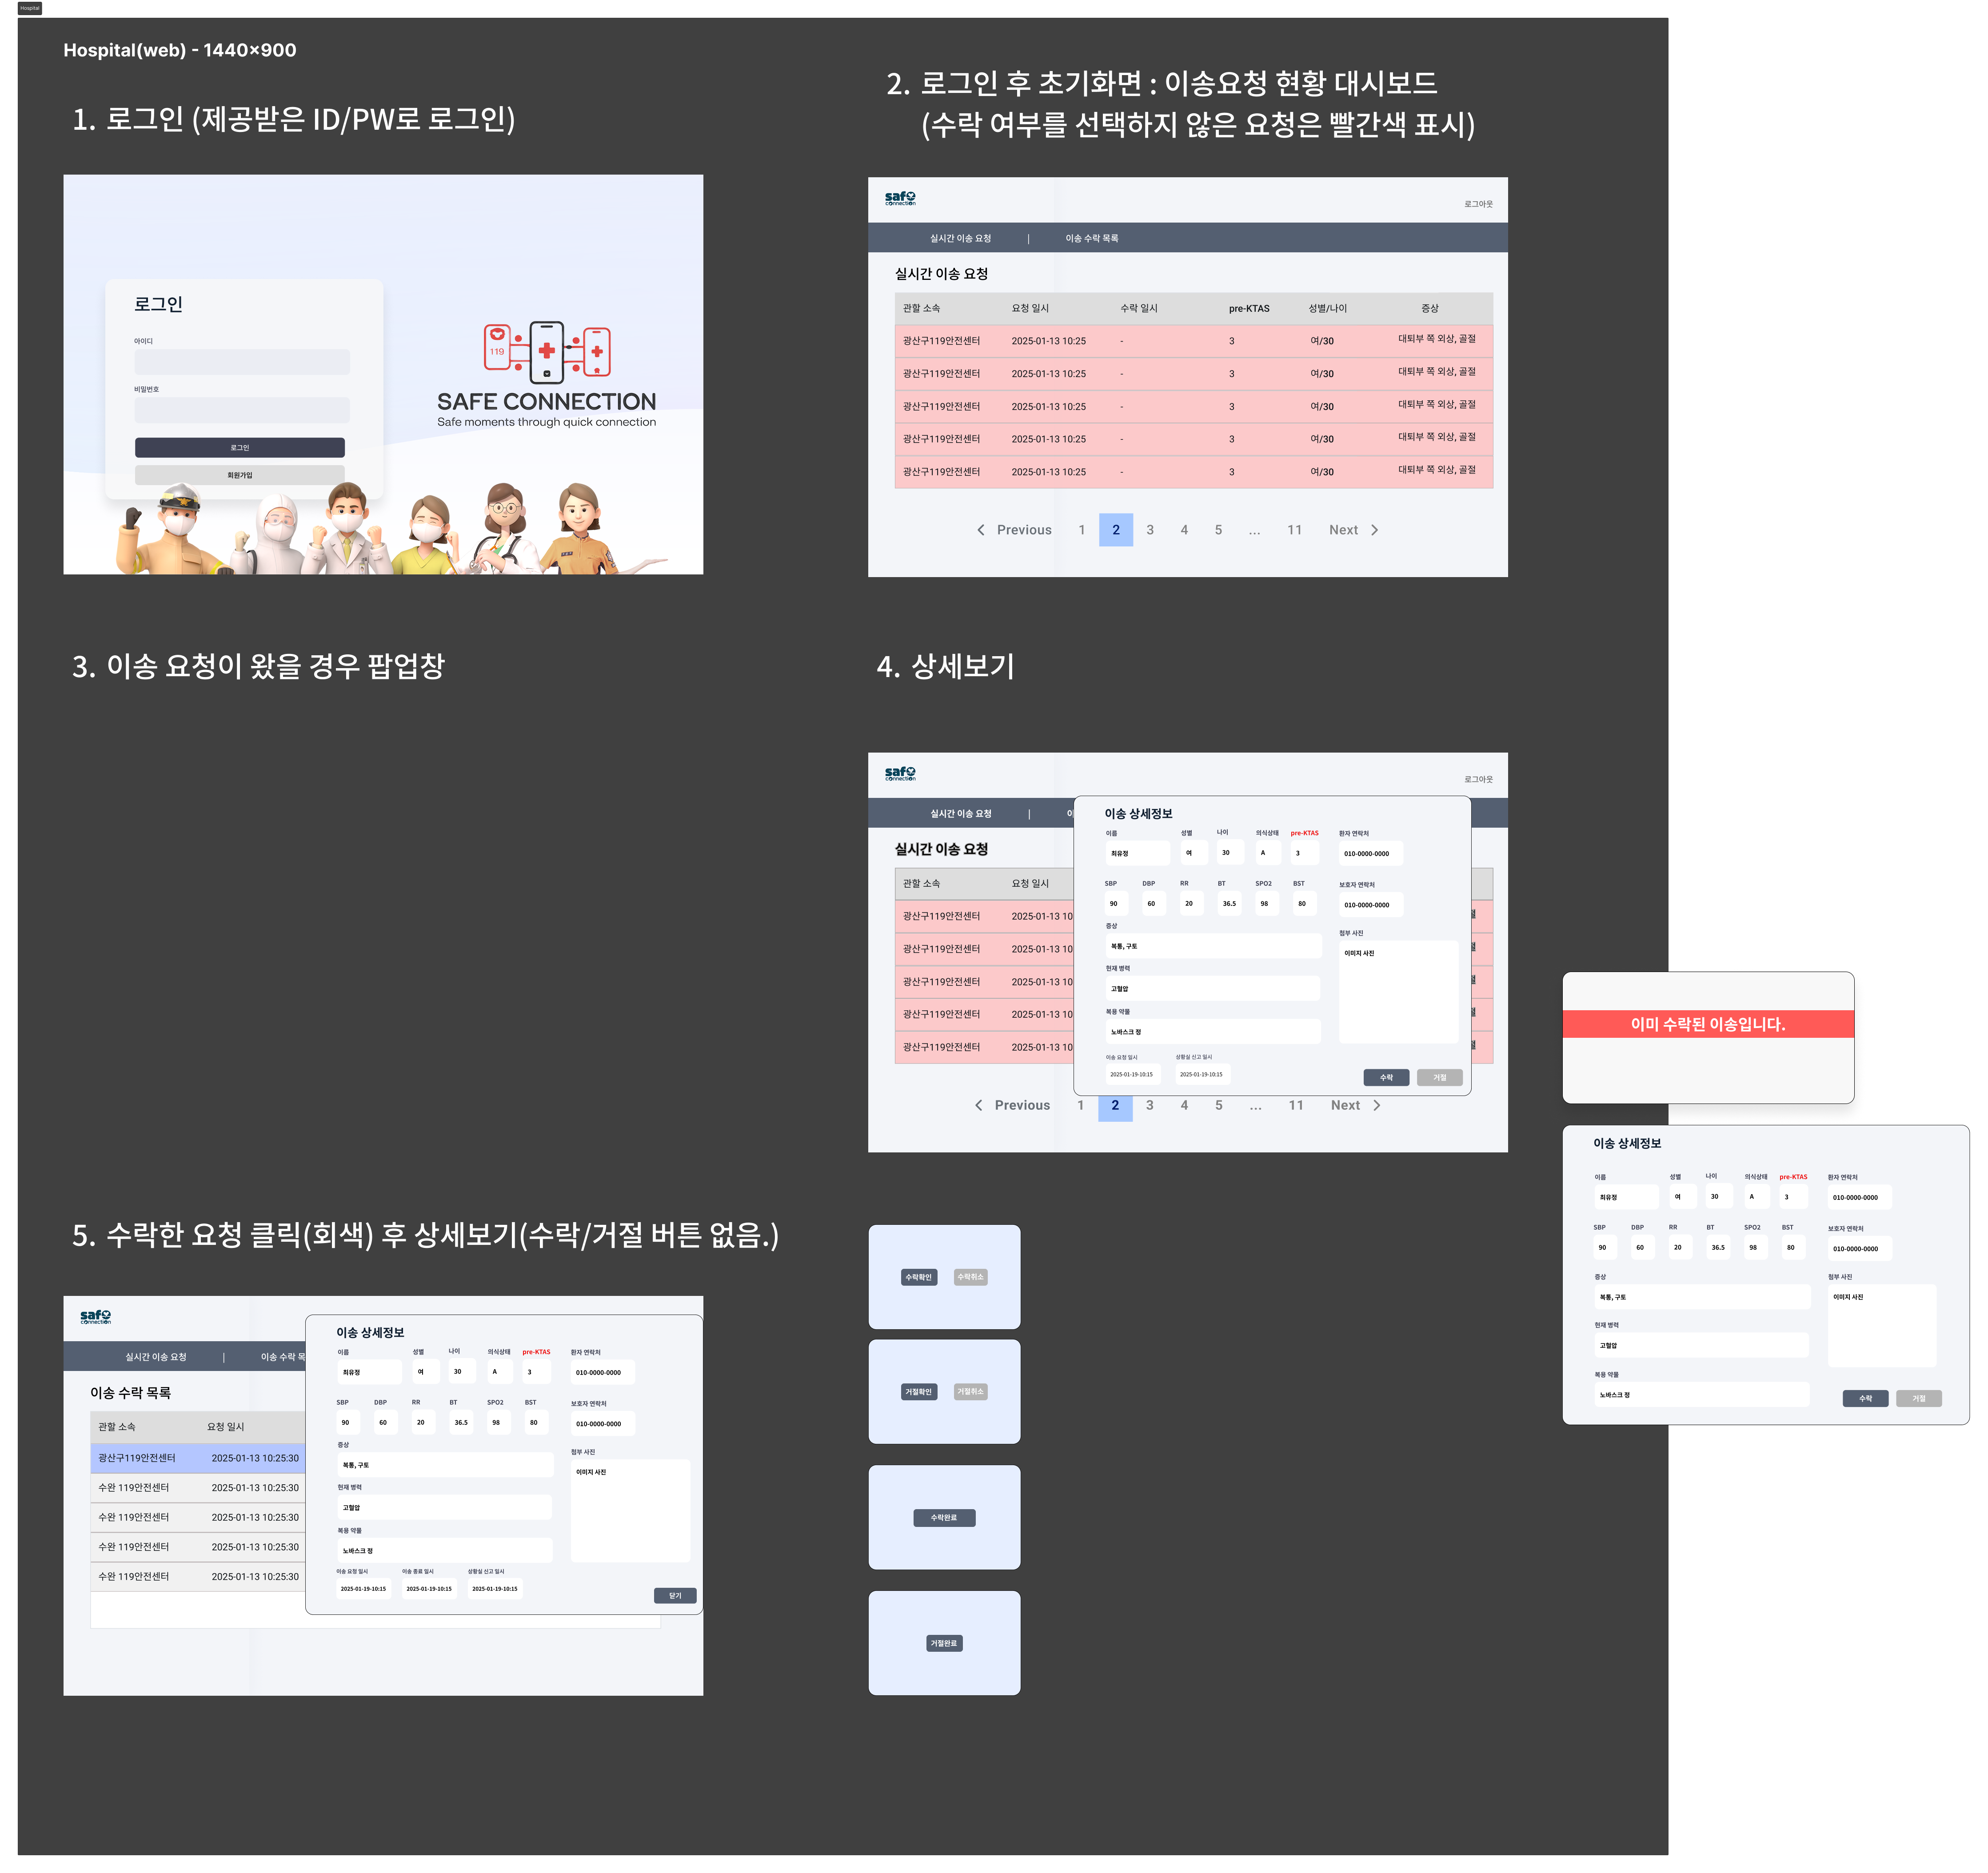 Hospital
Hospital(web) - 1440×900
1. 로그인 (제공받은 ID/PW로 로그인)
2. 로그인 후 초기화면 : 이송요청 현황 대시보드
(수락 여부를 선택하지 않은 요청은 빨간색 표시)
로그인
아이디
비밀번호
로그인
회원가입
119
SAFE CONNECTION
Safe moments through quick connection
safe
connection
로그아웃
실시간 이송 요청 | 이송 수락 목록
실시간 이송 요청
관할 소속 요청 일시 수락 일시 pre-KTAS 성별/나이 증상
광산구119안전센터 2025-01-13 10:25 - 3 여/30 대퇴부 쪽 외상, 골절
광산구119안전센터 2025-01-13 10:25 - 3 여/30 대퇴부 쪽 외상, 골절
광산구119안전센터 2025-01-13 10:25 - 3 여/30 대퇴부 쪽 외상, 골절
광산구119안전센터 2025-01-13 10:25 - 3 여/30 대퇴부 쪽 외상, 골절
광산구119안전센터 2025-01-13 10:25 - 3 여/30 대퇴부 쪽 외상, 골절
Previous 1 2 3 4 5 ... 11 Next
3. 이송 요청이 왔을 경우 팝업창
4. 상세보기
safe
connection
로그아웃
실시간 이송 요청 | 이
실시간 이송 요청
관할 소속 요청 일시
광산구119안전센터 2025-01-13 10
광산구119안전센터 2025-01-13 10
광산구119안전센터 2025-01-13 10
광산구119안전센터 2025-01-13 10
광산구119안전센터 2025-01-13 10
Previous 1 2 3 4 5 ... 11 Next
이송 상세정보
이름 성별 나이 의식상태 pre-KTAS 환자 연락처
최유정 여 30 A 3 010-0000-0000
SBP DBP RR BT SPO2 BST 보호자 연락처
90 60 20 36.5 98 80 010-0000-0000
증상 첨부 사진
복통, 구토 이미지 사진
현재 병력
고혈압
복용 약물
노바스크 정
이송 요청 일시 상황실 신고 일시
2025-01-19-10:15 2025-01-19-10:15
수락 거절
이미 수락된 이송입니다.
이송 상세정보
이름 성별 나이 의식상태 pre-KTAS 환자 연락처
최유정 여 30 A 3 010-0000-0000
SBP DBP RR BT SPO2 BST 보호자 연락처
90 60 20 36.5 98 80 010-0000-0000
증상 첨부 사진
복통, 구토 이미지 사진
현재 병력
고혈압
복용 약물
노바스크 정
수락 거절
5. 수락한 요청 클릭(회색) 후 상세보기(수락/거절 버튼 없음.)
safe
connection
실시간 이송 요청 | 이송 수락 목
이송 수락 목록
관할 소속 요청 일시
광산구119안전센터 2025-01-13 10:25:30
수완 119안전센터 2025-01-13 10:25:30
수완 119안전센터 2025-01-13 10:25:30
수완 119안전센터 2025-01-13 10:25:30
수완 119안전센터 2025-01-13 10:25:30
이송 상세정보
이름 성별 나이 의식상태 pre-KTAS 환자 연락처
최유정 여 30 A 3 010-0000-0000
SBP DBP RR BT SPO2 BST 보호자 연락처
90 60 20 36.5 98 80 010-0000-0000
증상 첨부 사진
복통, 구토 이미지 사진
현재 병력
고혈압
복용 약물
노바스크 정
이송 요청 일시 이송 종료 일시 상황실 신고 일시
2025-01-19-10:15 2025-01-19-10:15 2025-01-19-10:15
닫기
수락확인 수락취소
거절확인 거절취소
수락완료
거절완료